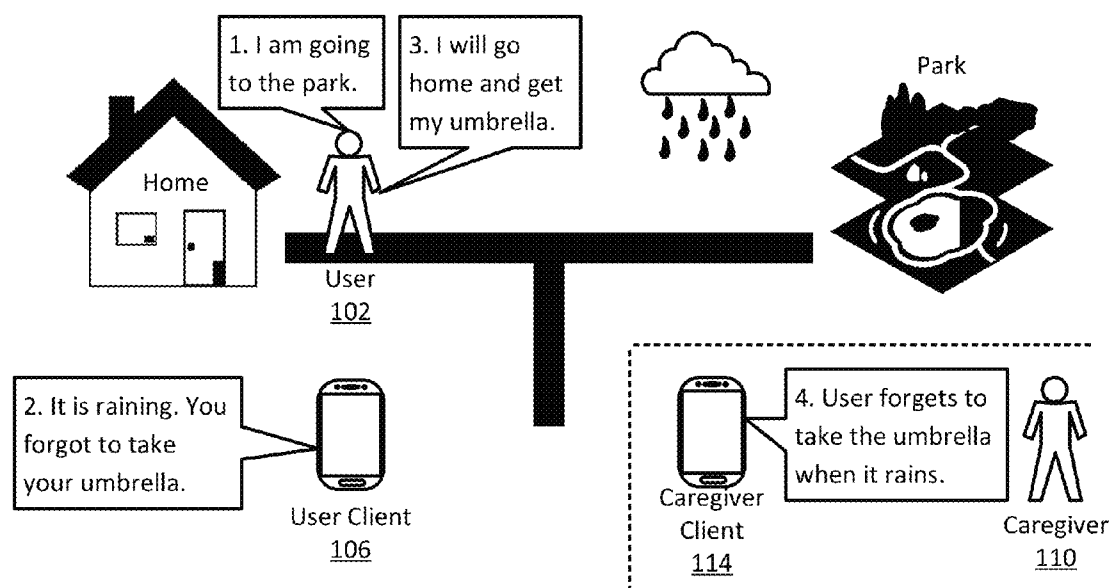 1. I am going
to the park.
3. I will go
home and get
my umbrella.
Park
Home
User
102
2. It is raining. You
forgot to take
your umbrella.
User Client
106
4. User forgets to
take the umbrella
when it rains.
Caregiver
Client
114
Caregiver
110